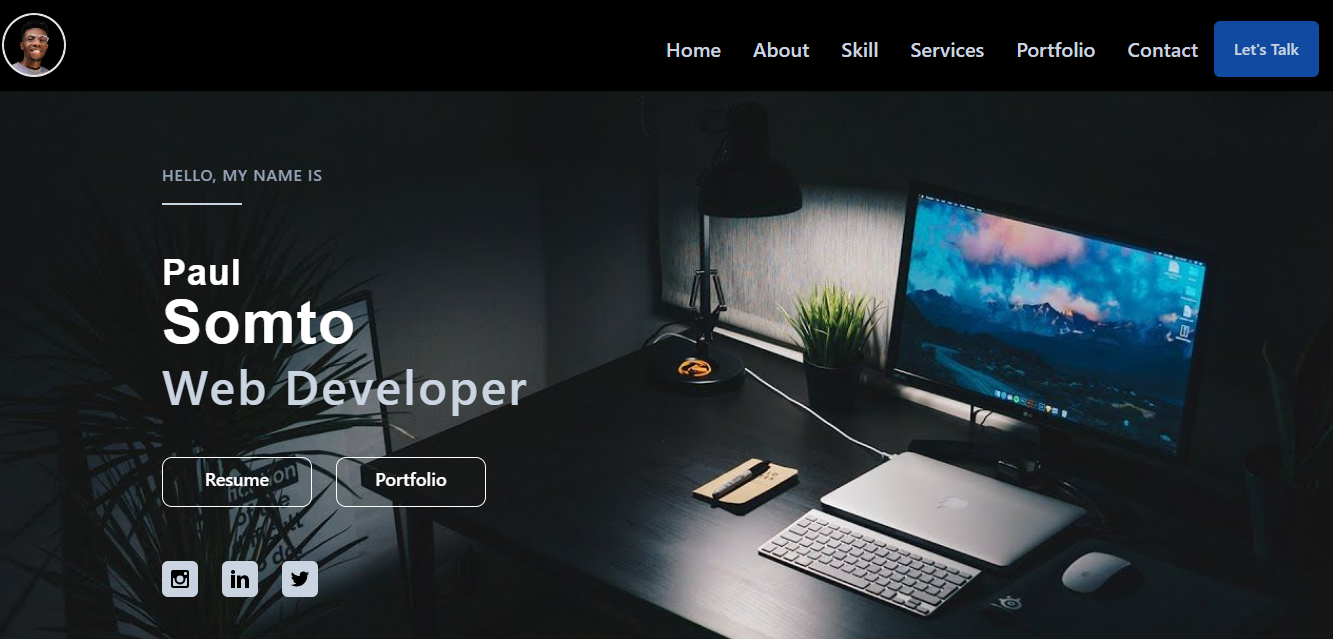 Home About Skill Services Portfolio Contact Let's Talk
HELLO, MY NAME IS
Paul
Somto
Web Developer
Resume Portfolio
in